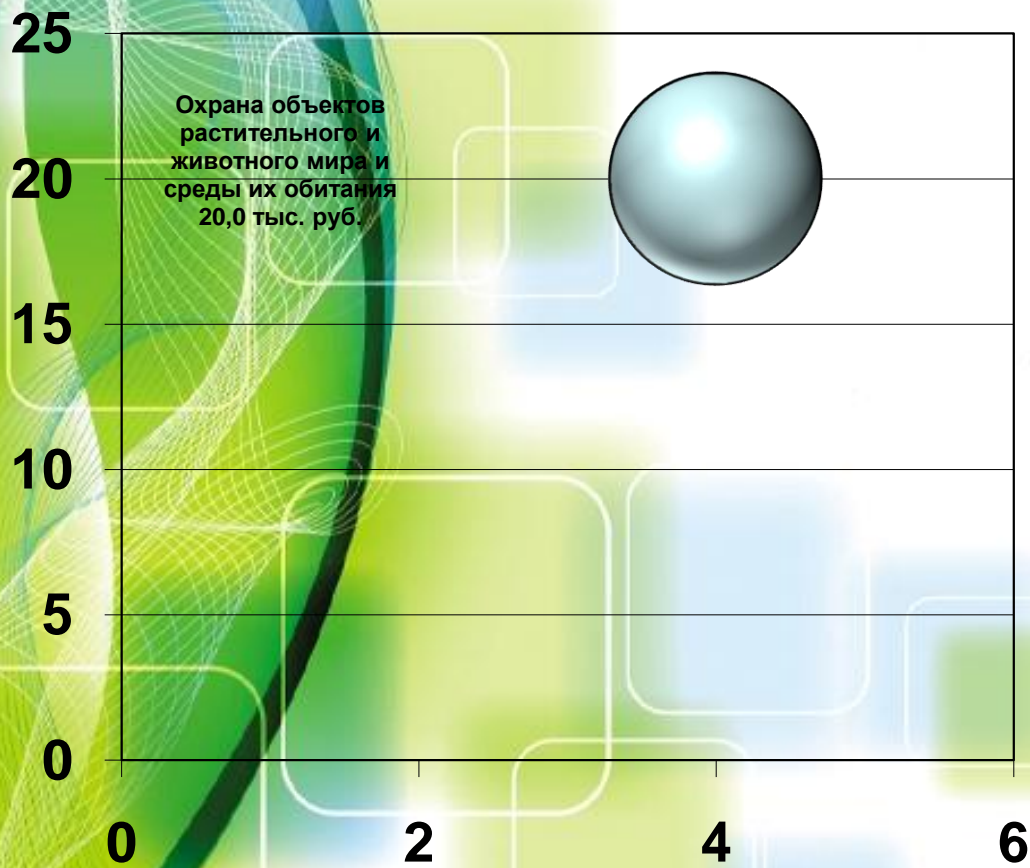 25
Охрана объектов
растительного и
животного мира и
среды их обитания
20,0 тыс. руб.
20
15
10
5
0
0 2 4 6